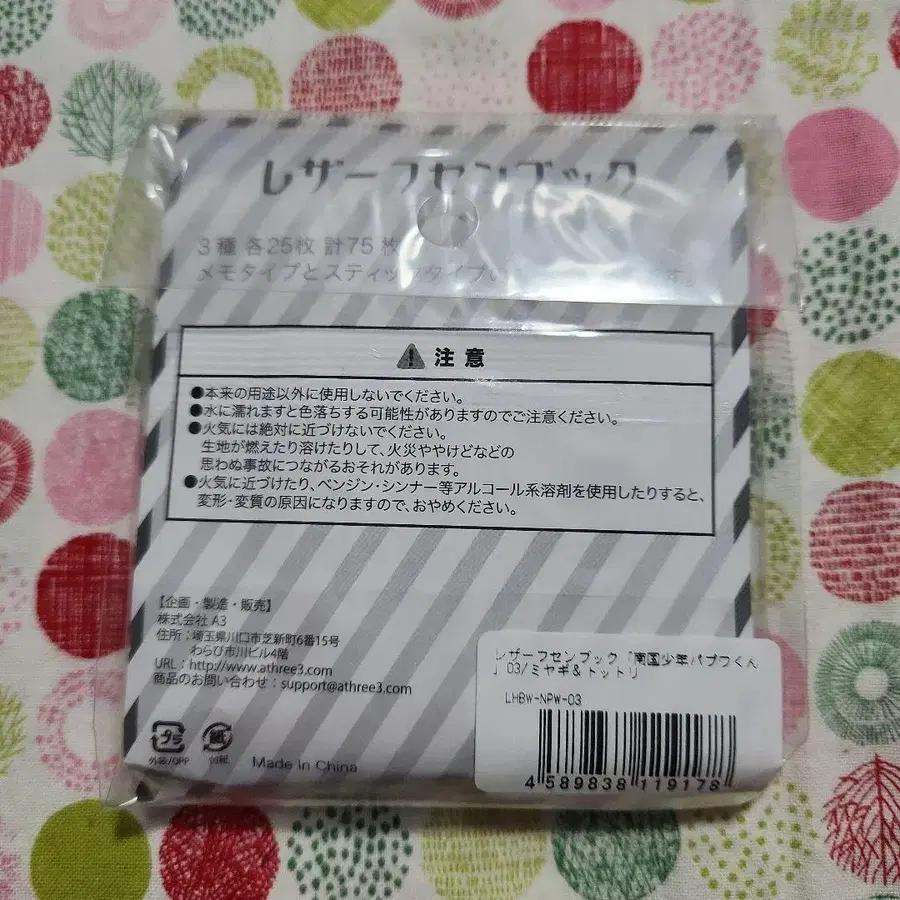 レザーフセンブック
3種 各25枚 計75枚
メモタイプとスティックタイプ
す。
注意
●本来の用途以外に使用しないでください。
●水に濡れますと色落ちする可能性がありますのでご注意ください。
●火気には絶対に近づけないでください。
生地が燃えたり溶けたりして、火災ややけどなどの
思わぬ事故につながるおそれがあります。
●火気に近づけたり、ベンジン・シンナー等アルコール系溶剤を使用したりすると、
変形・変質の原因になりますので、おやめください。
【企画・製造・販売】
株式会社 A3
住所：埼玉県川口市芝新町6番15号
わらび市川ビル4階
URL：http://www.athree3.com
商品のお問い合わせ：support@athree3.com
プラ
紙
外装/OPP
台紙
Made in China
レザーフセンブック「南国少年パプワくん
」03/ミヤギ&トットリ
LHBW-NPW-03
4 589838 119178